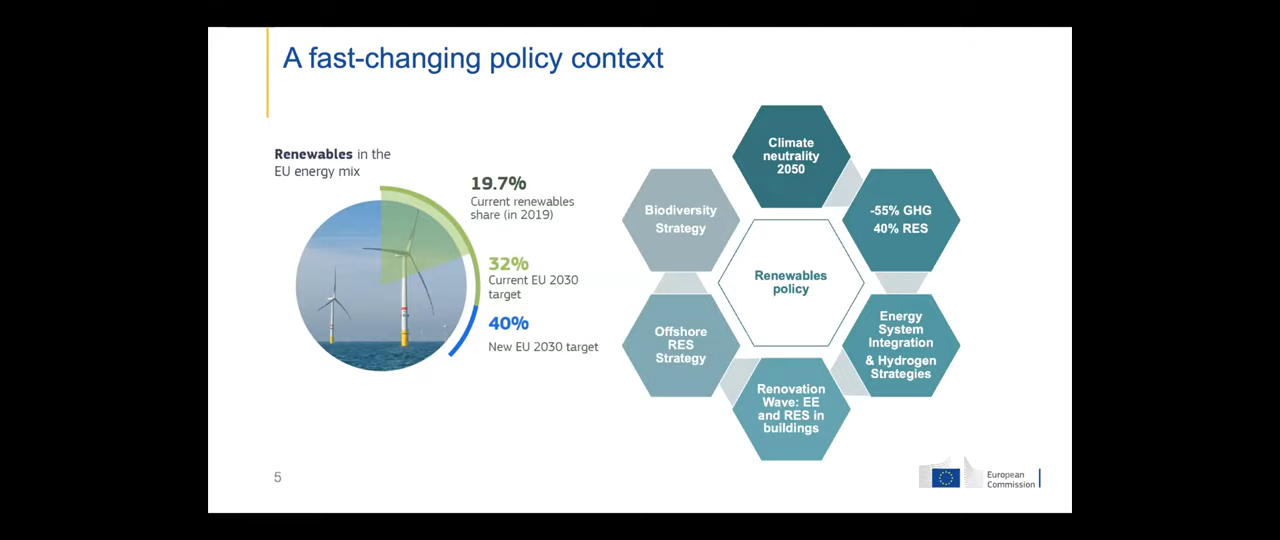 A fast-changing policy context
Renewables in the
EU energy mix
19.7%
Current renewables
share (in 2019)
32%
Current EU 2030
target
40%
New EU 2030 target
Climate
neutrality
2050
-55% GHG
40% RES
Energy
System
Integration
& Hydrogen
Strategies
Renovation
Wave: EE
and RES in
buildings
Offshore
RES
Strategy
Biodiversity
Strategy
Renewables
policy
5
European
Commission